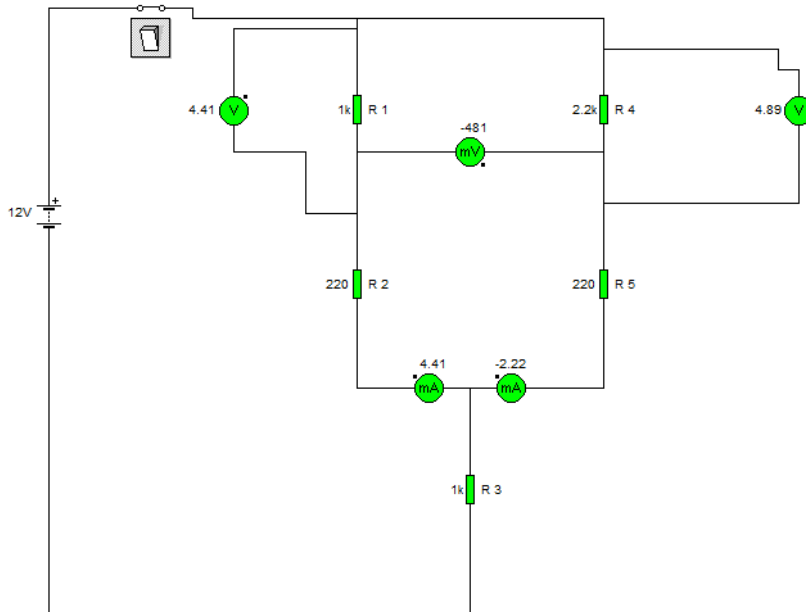 4.41 V
1k R 1
2.2k R 4
4.89 V
-481
mV
12V
+
220 R 2
220 R 5
4.41
mA
-2.22
mA
1k R 3